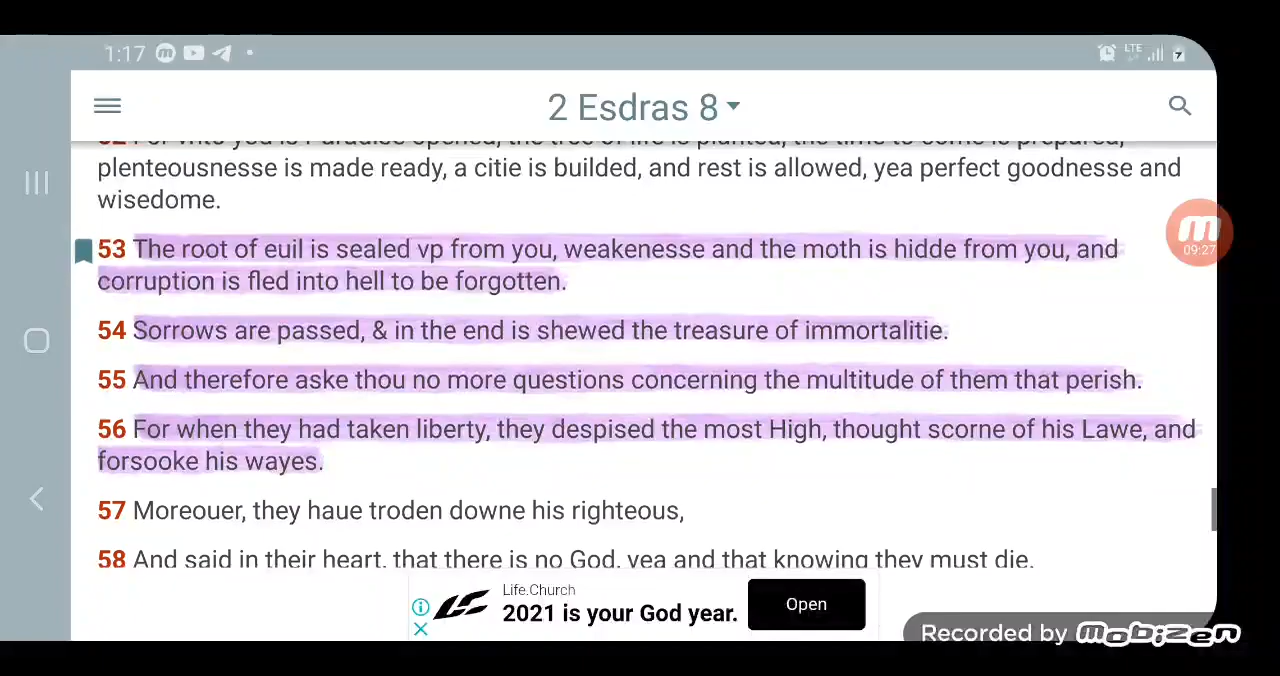 1:17
LTE
2 Esdras 8
plenteousnesse is made ready, a citie is builded, and rest is allowed, yea perfect goodnesse and
wisedome.
53 The root of euil is sealed vp from you, weakenesse and the moth is hidde from you, and
corruption is fled into hell to be forgotten.
54 Sorrows are passed, & in the end is shewed the treasure of immortalitie.
55 And therefore aske thou no more questions concerning the multitude of them that perish.
56 For when they had taken liberty, they despised the most High, thought scorne of his Lawe, and
forsooke his wayes.
57 Moreouer, they haue troden downe his righteous,
58 And said in their heart, that there is no God, yea and that knowing they must die.
09:27
Life.Church
2021 is your God year.
Open
Recorded by mobizen